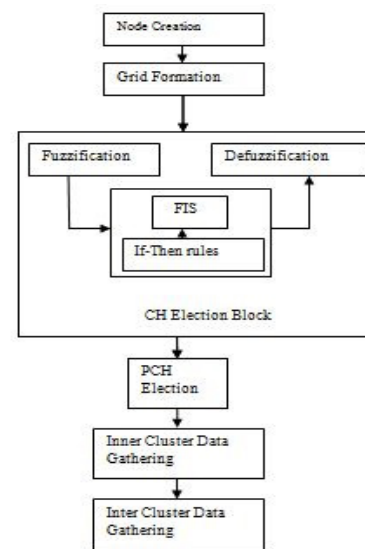 Node Creation
Grid Formation
Fuzzification
Defuzzification
FIS
If-Then rules
CH Election Block
PCH
Election
Inner Cluster Data
Gathering
Inter Cluster Data
Gathering